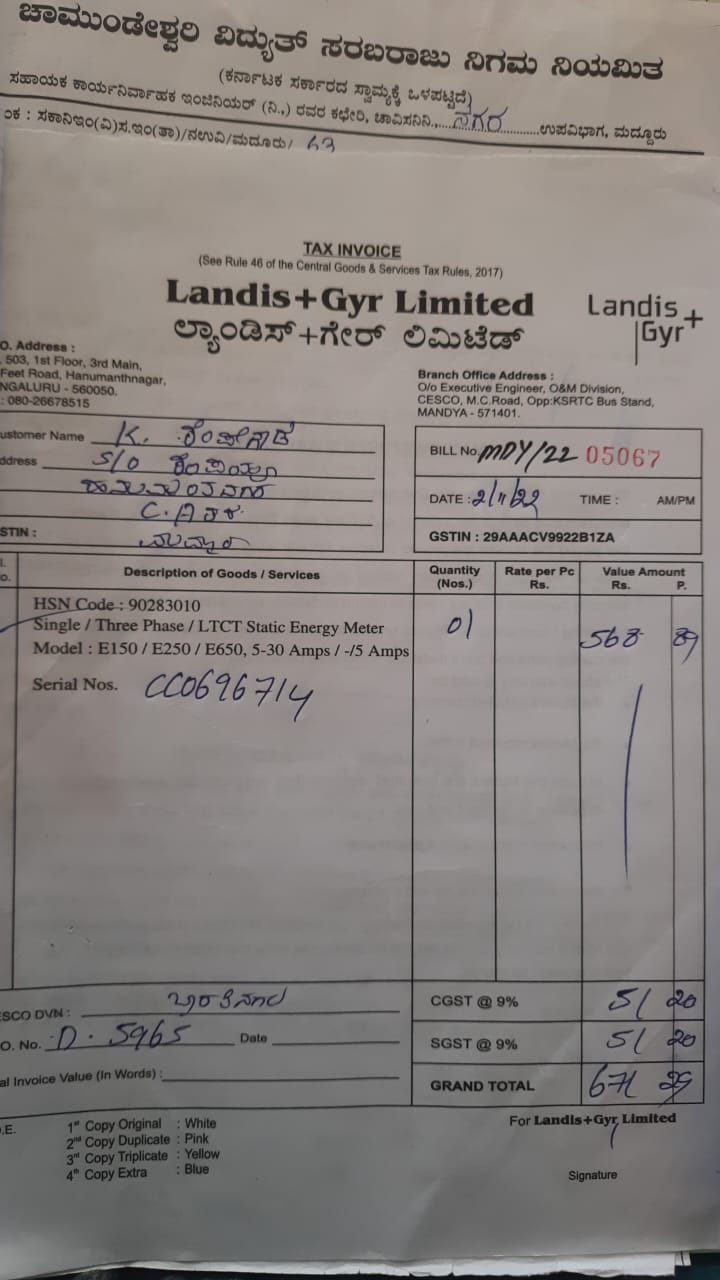 ಚಾಮುಂಡೇಶ್ವರಿ ವಿದ್ಯುತ್ ಸರಬರಾಜು ನಿಗಮ ನಿಯಮಿತ
(ಕರ್ನಾಟಕ ಸರ್ಕಾರದ ಸ್ವಾಮ್ಯಕ್ಕೆ ಒಳಪಟ್ಟಿದೆ)
ಸಹಾಯಕ ಕಾರ್ಯನಿರ್ವಾಹಕ ಇಂಜಿನಿಯರ್ (ವಿ.,) ರವರ ಕಛೇರಿ, ಚಾವಿಸನಿನಿ.,....ನಗರ....ಉಪವಿಭಾಗ, ಮದ್ದೂರು
ಂಕ : ಸಕಾನಿಇಂ(ವಿ)ಸ.ಇಂ(ತಾ)/ನಉವಿ/ಮದೂರು/ 63
TAX INVOICE
(See Rule 46 of the Central Goods & Services Tax Rules, 2017)
Landis+Gyr Limited
ಲ್ಯಾಂಡಿಸ್+ಗೇರ್ ಲಿಮಿಟೆಡ್
Landis+
Gyr
O. Address :
503, 1st Floor, 3rd Main,
Feet Road, Hanumanthnagar,
NGALURU - 560050.
: 080-26678515
Branch Office Address :
O/o Executive Engineer, O&M Division,
CESCO, M.C.Road, Opp:KSRTC Bus Stand,
MANDYA - 571401.
ustomer Name K. ಕೆಂಪೇಗೌಡ
ddress S/O
STIN :
BILL No. MDY/22 05067
DATE : 2/11/22 TIME : AM/PM
GSTIN : 29AAACV9922B1ZA
l. o. Description of Goods / Services Quantity (Nos.) Rate per Pc Rs. Value Amount Rs. P.
HSN Code : 90283010
Single / Three Phase / LTCT Static Energy Meter 01 568 89
Model : E150 / E250 / E650, 5-30 Amps / -/5 Amps
Serial Nos. CC0696714
ESCO DVN :
CGST @ 9% 51 20
O. No. D. 5965 Date
SGST @ 9% 51 20
al Invoice Value (In Words) :
GRAND TOTAL 671 29
.E.
1st Copy Original : White
2nd Copy Duplicate : Pink
3rd Copy Triplicate : Yellow
4th Copy Extra : Blue
For Landis+Gyr Limited
Signature